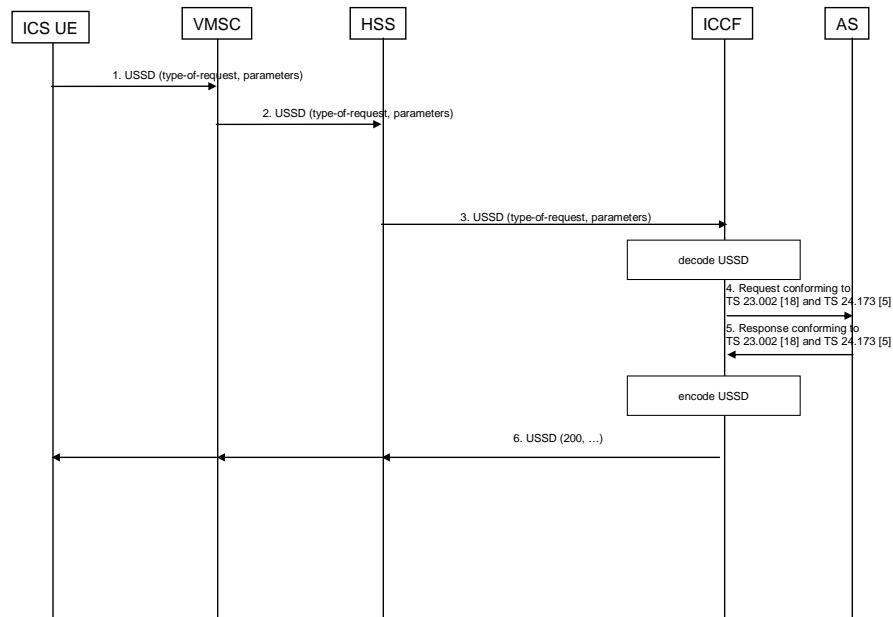 ICS UE
VMSC
HSS
ICCF
AS
1. USSD (type-of-request, parameters)
2. USSD (type-of-request, parameters)
3. USSD (type-of-request, parameters)
decode USSD
4. Request conforming to
TS 23.002 [18] and TS 24.173 [5]
5. Response conforming to
TS 23.002 [18] and TS 24.173 [5]
encode USSD
6. USSD (200, …)